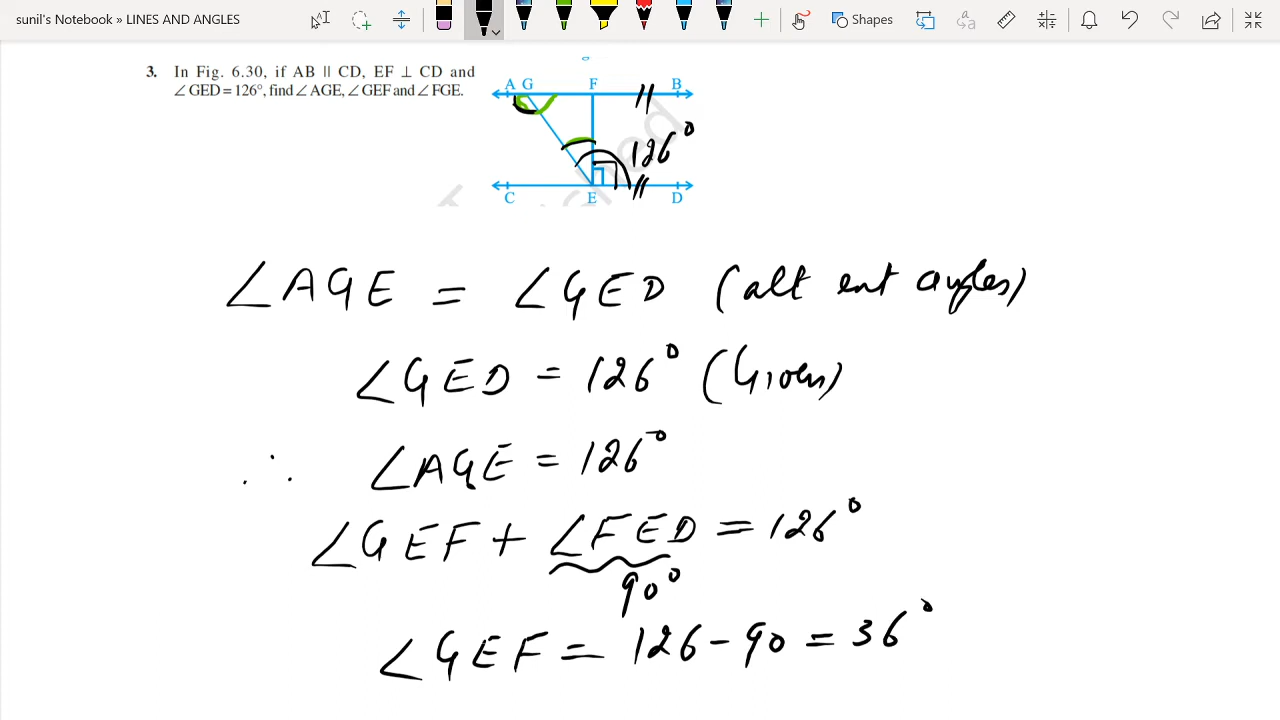 sunil's Notebook » LINES AND ANGLES
Shapes
3. In Fig. 6.30, if AB || CD, EF ⊥ CD and
∠GED = 126°, find ∠AGE, ∠GEF and ∠FGE.
A G F B
126°
C E D
∠AGE = ∠GED (alt ent angles)
∠GED = 126° (Given)
∴ ∠AGE = 126°
∠GEF + ∠FED = 126°
90°
∠GEF = 126 - 90 = 36°